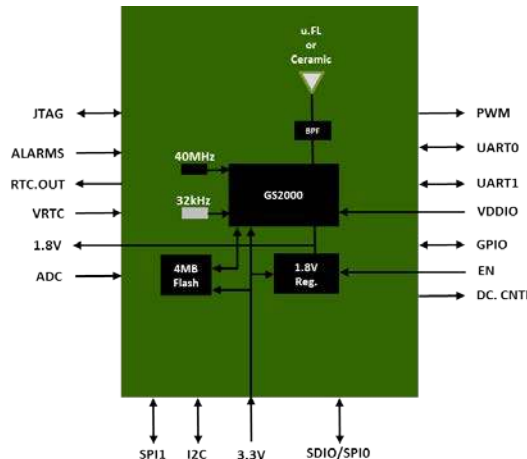 u.FL
or
Ceramic
JTAG
PWM
BPF
UART0
ALARMS
40MHz
RTC.OUT
GS2000
UART1
32kHz
VRTC
VDDIO
1.8V
GPIO
4MB
Flash
1.8V
Reg.
ADC
EN
DC. CNTL
SPI1
I2C
3.3V
SDIO/SPI0